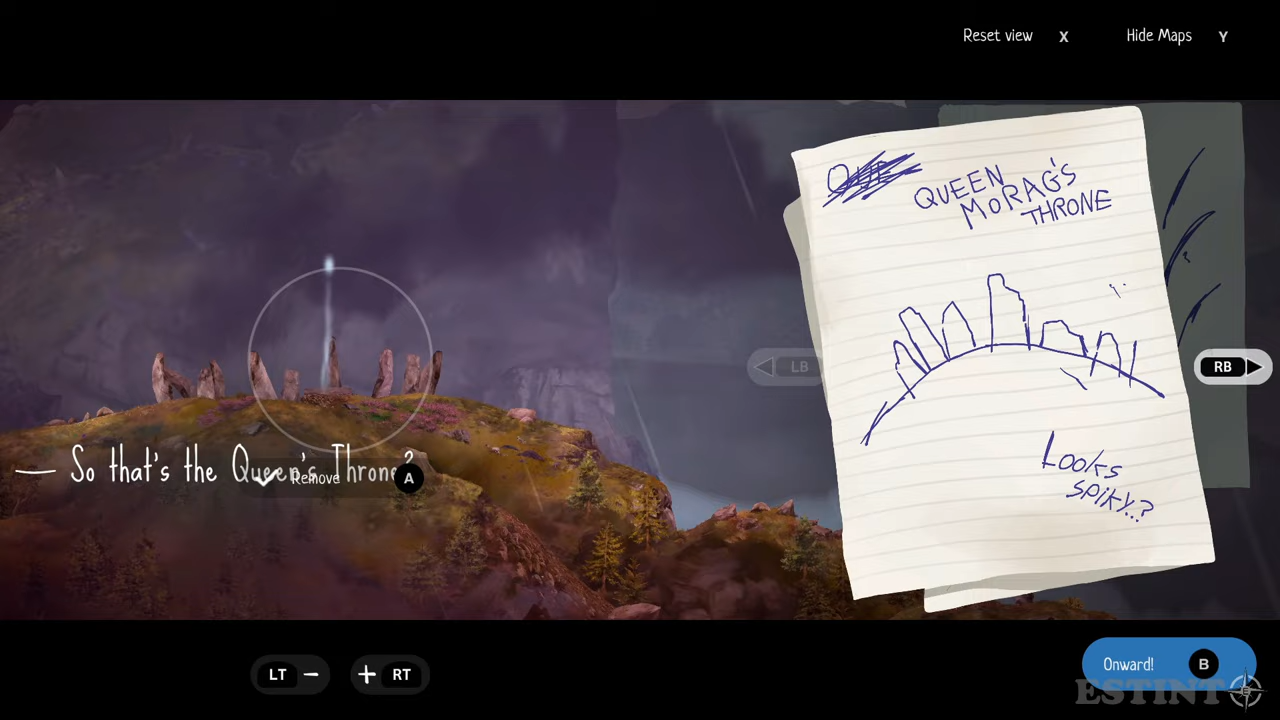 Reset view X Hide Maps Y
QUEEN
MORAG'S
THRONE
LB
RB
— So that's the Queen's Throne?
Remove A
LOOKS
SPIKY..?
LT − + RT
Onward! B
ESTINT